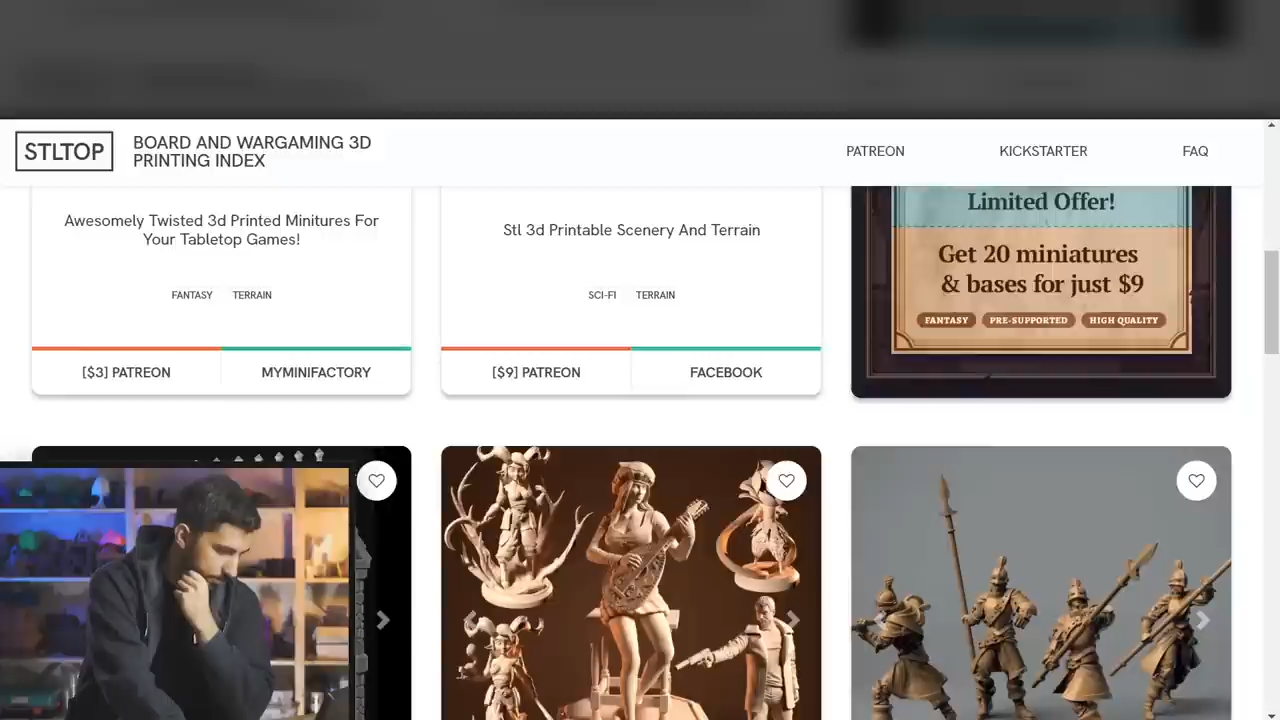 STLTOP
BOARD AND WARGAMING 3D
PRINTING INDEX
PATREON
KICKSTARTER
FAQ
Awesomely Twisted 3d Printed Minitures For
Your Tabletop Games!
FANTASY TERRAIN
[$3] PATREON
MYMINIFACTORY
Stl 3d Printable Scenery And Terrain
SCI-FI TERRAIN
[$9] PATREON
FACEBOOK
Limited Offer!
Get 20 miniatures
& bases for just $9
FANTASY PRE-SUPPORTED HIGH QUALITY